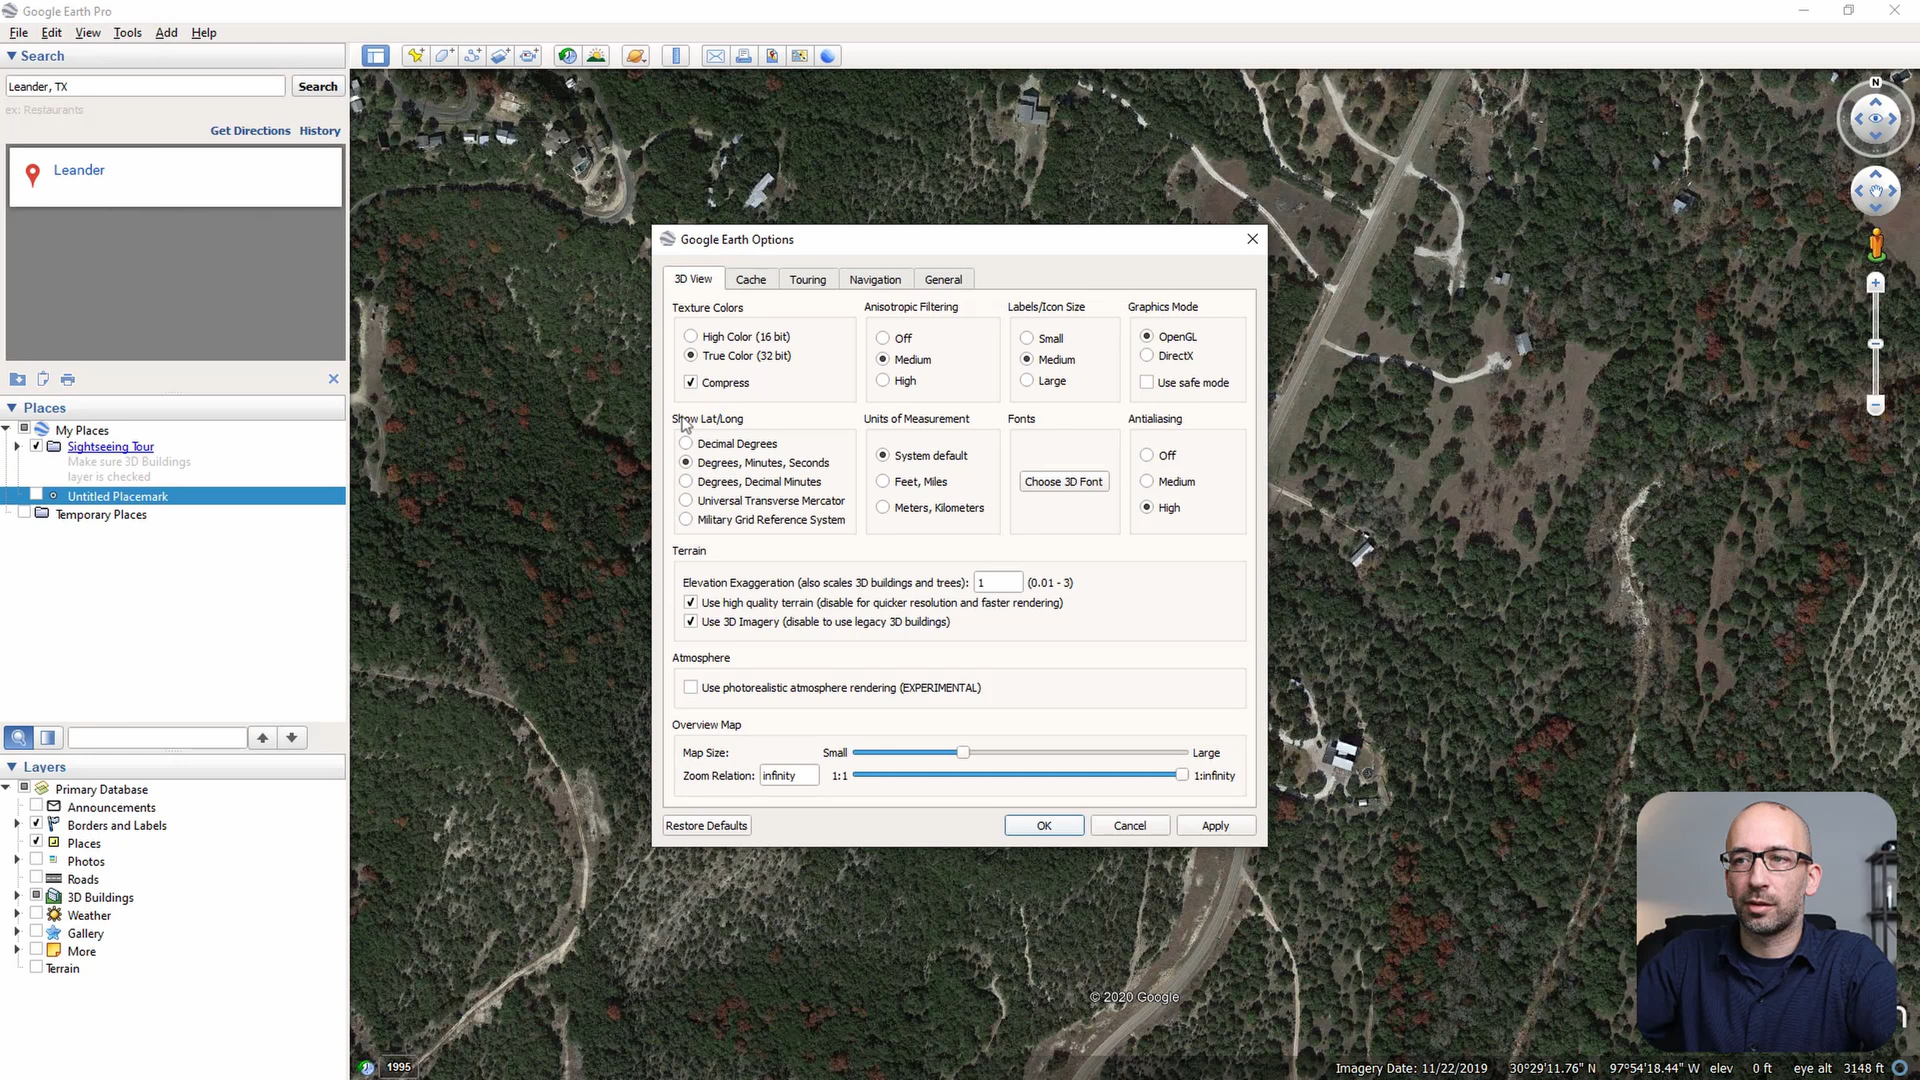 Google Earth Pro
File Edit View Tools Add Help
Search
Leander, TX
Search
ex: Restaurants
Get Directions History
Leander
Places
My Places
Sightseeing Tour
Make sure 3D Buildings
layer is checked
Untitled Placemark
Temporary Places
Layers
Primary Database
Announcements
Borders and Labels
Places
Photos
Roads
3D Buildings
Weather
Gallery
More
Terrain
N
Google Earth Options
3D View Cache Touring Navigation General
Texture Colors
High Color (16 bit)
True Color (32 bit)
Compress
Anisotropic Filtering
Off
Medium
High
Labels/Icon Size
Small
Medium
Large
Graphics Mode
OpenGL
DirectX
Use safe mode
Show Lat/Long
Decimal Degrees
Degrees, Minutes, Seconds
Degrees, Decimal Minutes
Universal Transverse Mercator
Military Grid Reference System
Units of Measurement
System default
Feet, Miles
Meters, Kilometers
Fonts
Choose 3D Font
Antialiasing
Off
Medium
High
Terrain
Elevation Exaggeration (also scales 3D buildings and trees): 1 (0.01 - 3)
Use high quality terrain (disable for quicker resolution and faster rendering)
Use 3D Imagery (disable to use legacy 3D buildings)
Atmosphere
Use photorealistic atmosphere rendering (EXPERIMENTAL)
Overview Map
Map Size: Small Large
Zoom Relation: infinity 1:1 1:infinity
Restore Defaults OK Cancel Apply
© 2020 Google
1995
Imagery Date: 11/22/2019 30°29'11.76" N 97°54'18.44" W elev 0 ft eye alt 3148 ft